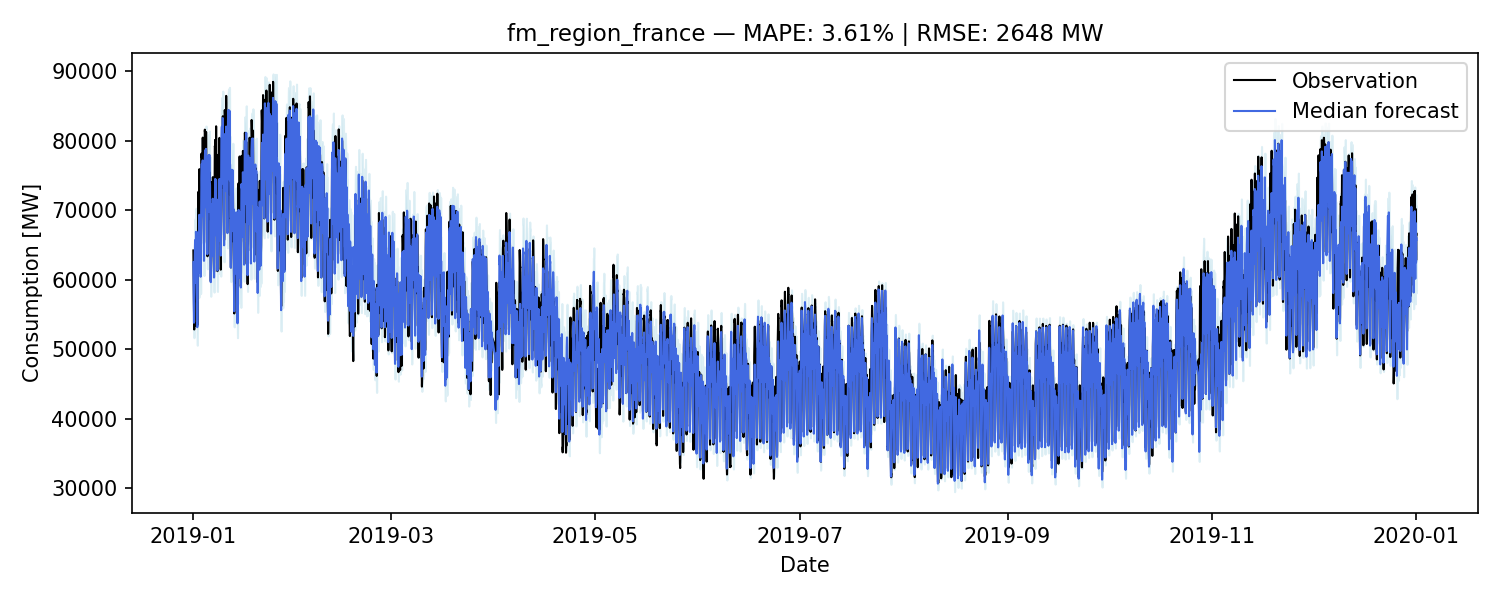 fm_region_france — MAPE: 3.61% | RMSE: 2648 MW
Observation
Median forecast
Consumption [MW]
90000
80000
70000
60000
50000
40000
30000
2019-01
2019-03
2019-05
2019-07
2019-09
2019-11
2020-01
Date